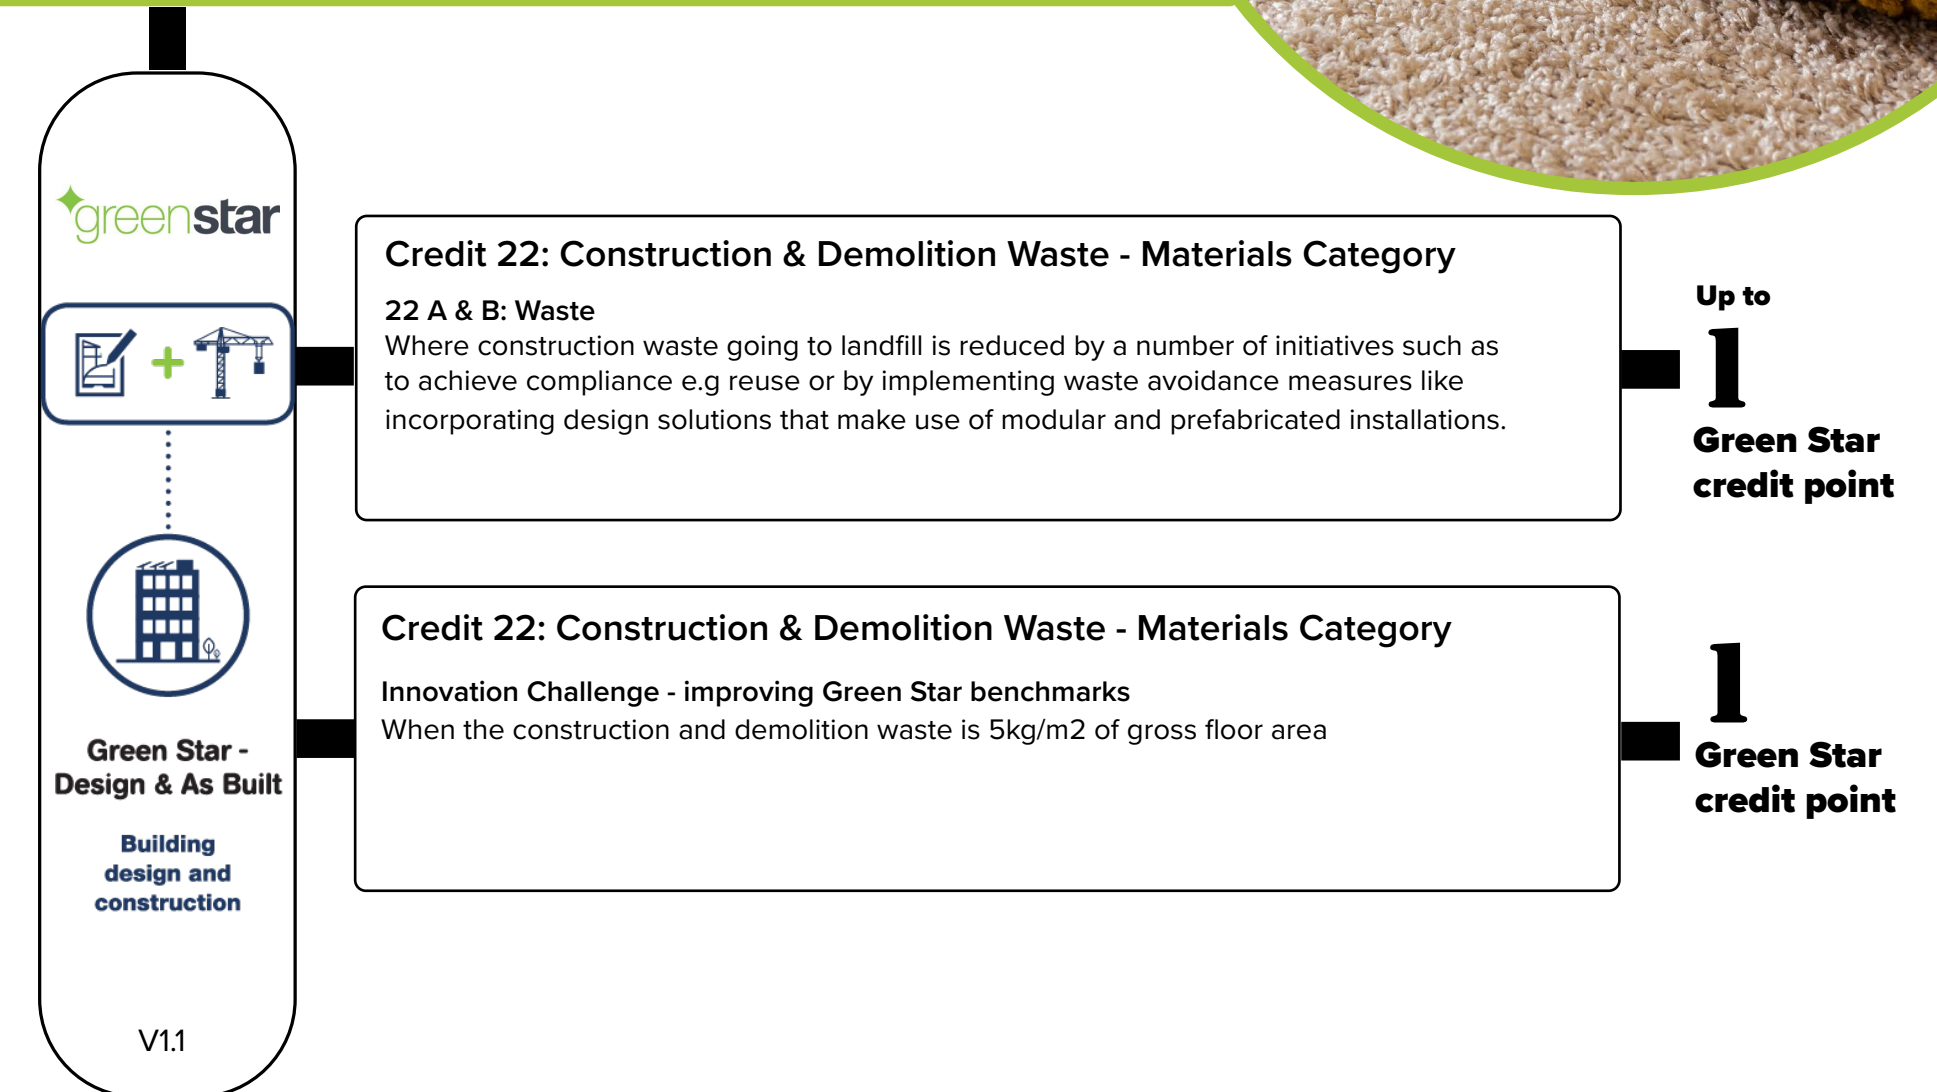 greenstar
Green Star -
Design & As Built
Building
design and
construction
V1.1
Credit 22: Construction & Demolition Waste - Materials Category
22 A & B: Waste
Where construction waste going to landfill is reduced by a number of initiatives such as
to achieve compliance e.g reuse or by implementing waste avoidance measures like
incorporating design solutions that make use of modular and prefabricated installations.
Up to
1
Green Star
credit point
Credit 22: Construction & Demolition Waste - Materials Category
Innovation Challenge - improving Green Star benchmarks
When the construction and demolition waste is 5kg/m2 of gross floor area
1
Green Star
credit point